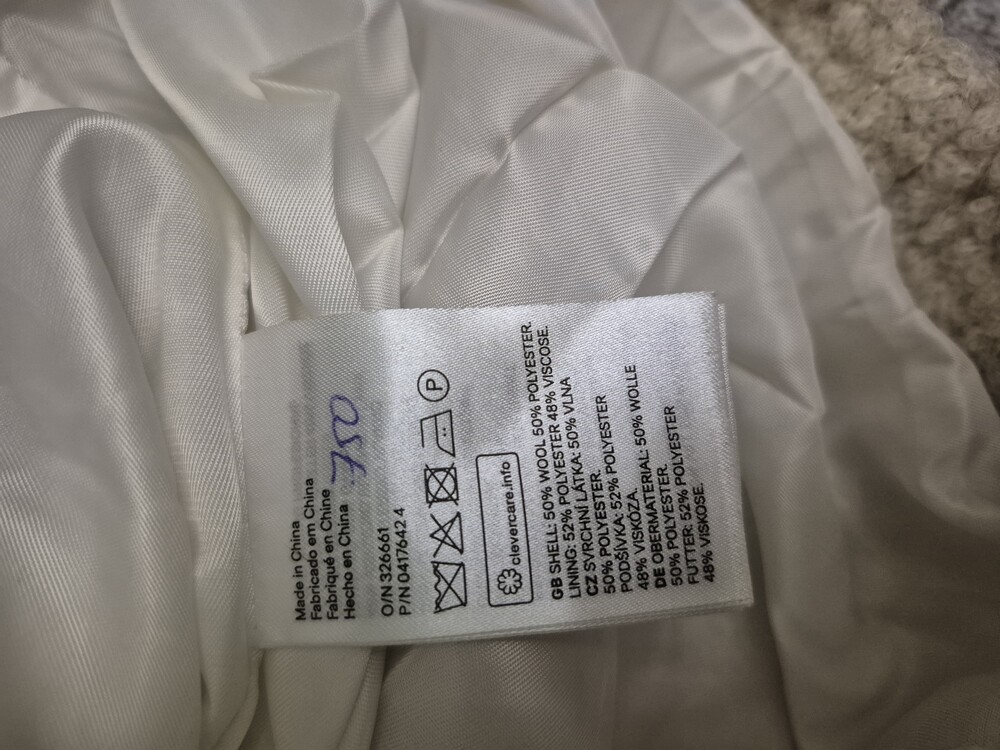 Made in China
Fabricado em China
Fabriqué en Chine
Hecho en China
O/N 326661
P/N 04176424
P
clevercare.info
GB SHELL: 50% WOOL 50% POLYESTER.
LINING: 52% POLYESTER 48% VISCOSE.
CZ SVRCHNÍ LÁTKA: 50% VLNA
50% POLYESTER.
PODŠÍVKA: 52% POLYESTER
48% VISKÓZA.
DE OBERMATERIAL: 50% WOLLE
50% POLYESTER.
FUTTER: 52% POLYESTER
48% VISKOSE.